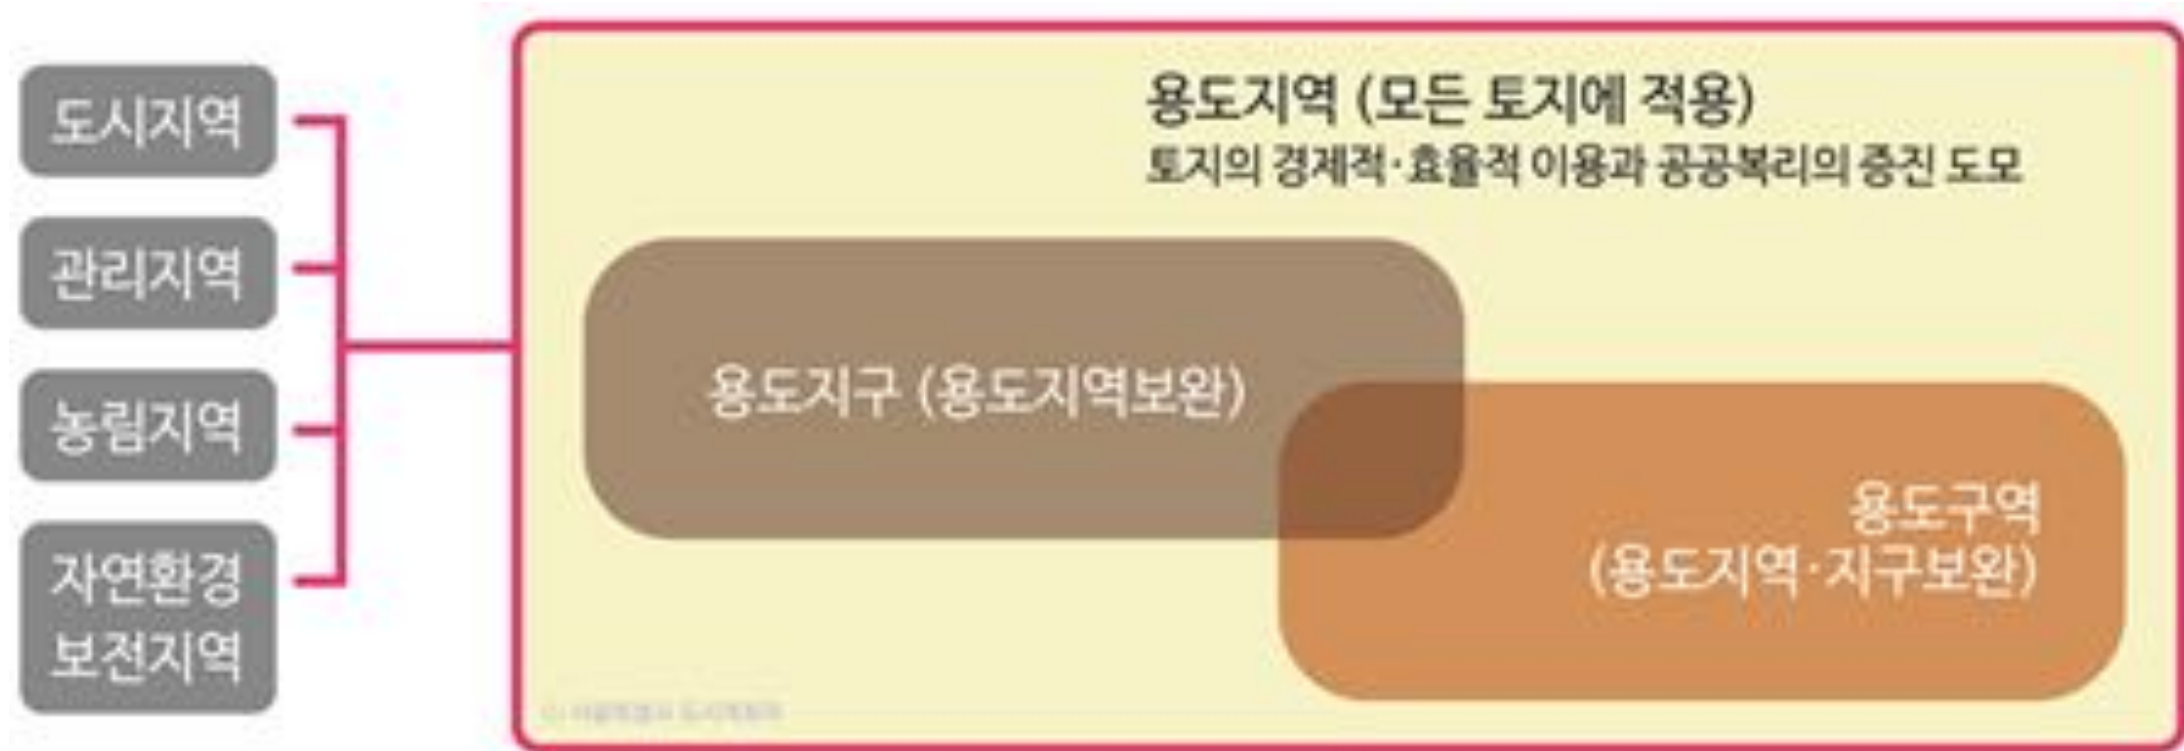 도시지역
관리지역
농림지역
자연환경
보전지역
용도지역 (모든 토지에 적용)
토지의 경제적·효율적 이용과 공공복리의 증진 도모
용도지구 (용도지역보완)
용도구역
(용도지역·지구보완)